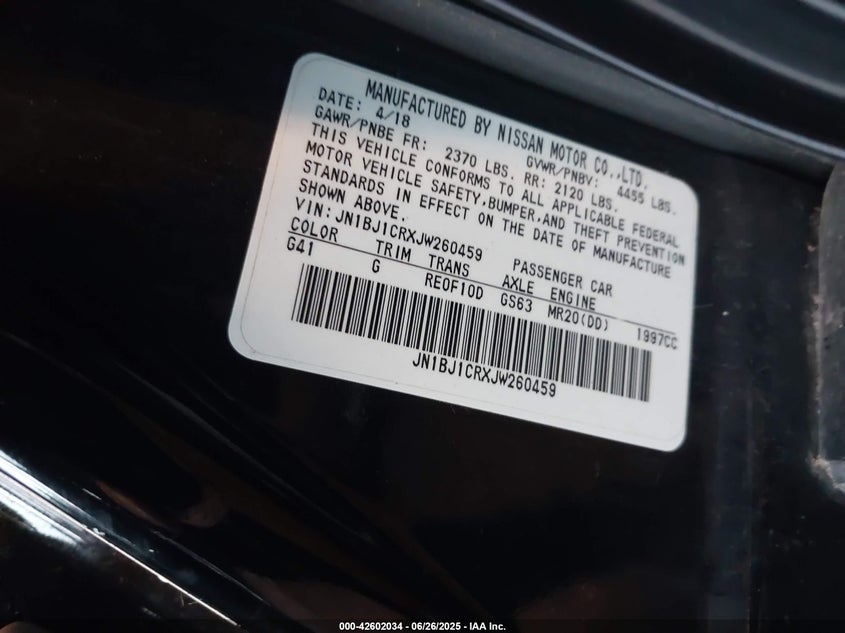 MANUFACTURED BY NISSAN MOTOR CO.,LTD.
DATE: 4/18 GVWR/PNBV: 4455 LBS.
GAWR/PNBE FR: 2370 LBS. RR: 2120 LBS.
THIS VEHICLE CONFORMS TO ALL APPLICABLE FEDERAL
MOTOR VEHICLE SAFETY,BUMPER,AND THEFT PREVENTION
STANDARDS IN EFFECT ON THE DATE OF MANUFACTURE
SHOWN ABOVE.
VIN:JN1BJ1CRXJW260459 PASSENGER CAR
COLOR TRIM TRANS AXLE ENGINE
G41 G RE0F10D GS63 MR20(DD) 1997CC
JN1BJ1CRXJW260459
000-42602034 - 06/26/2025 - IAA Inc.